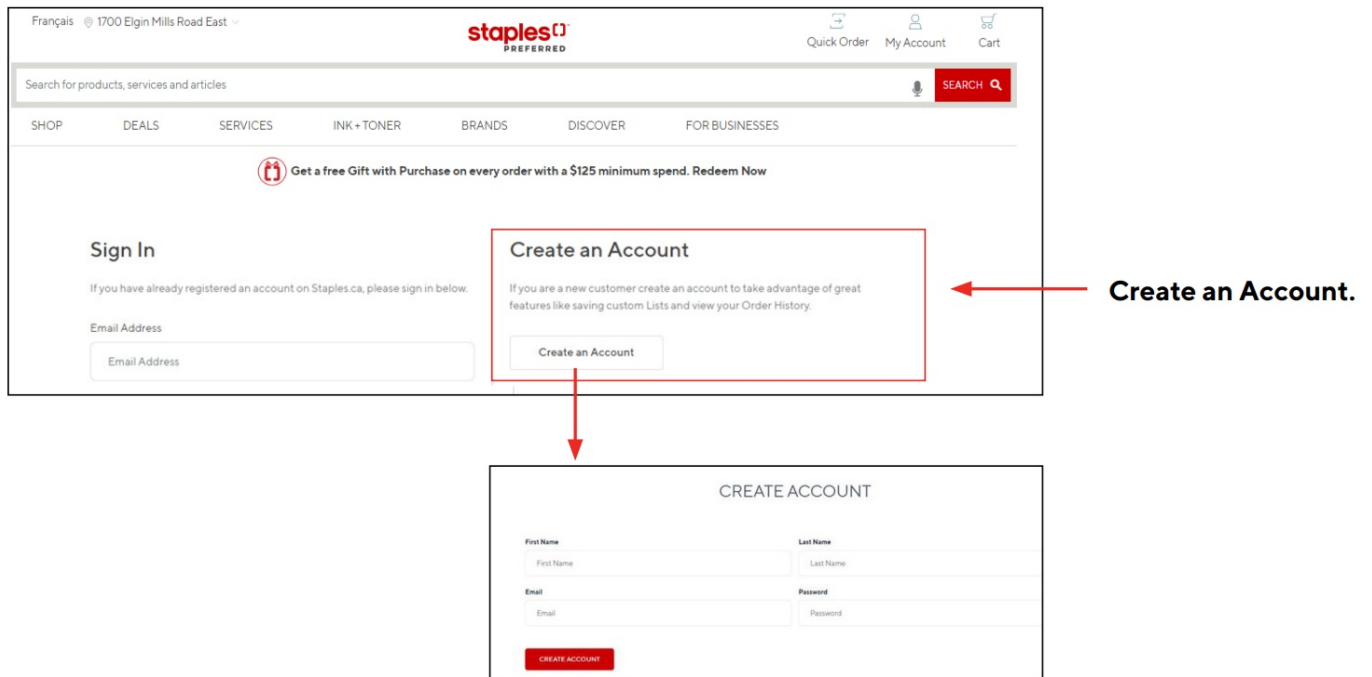 Français 1700 Elgin Mills Road East
staples
PREFERRED
Quick Order My Account Cart
Search for products, services and articles
SEARCH
SHOP DEALS SERVICES INK + TONER BRANDS DISCOVER FOR BUSINESSES
Get a free Gift with Purchase on every order with a $125 minimum spend. Redeem Now
Sign In
If you have already registered an account on Staples.ca, please sign in below.
Email Address
Email Address
Create an Account
If you are a new customer create an account to take advantage of great
features like saving custom Lists and view your Order History.
Create an Account
Create an Account.
CREATE ACCOUNT
First Name Last Name
First Name Last Name
Email Password
Email Password
CREATE ACCOUNT